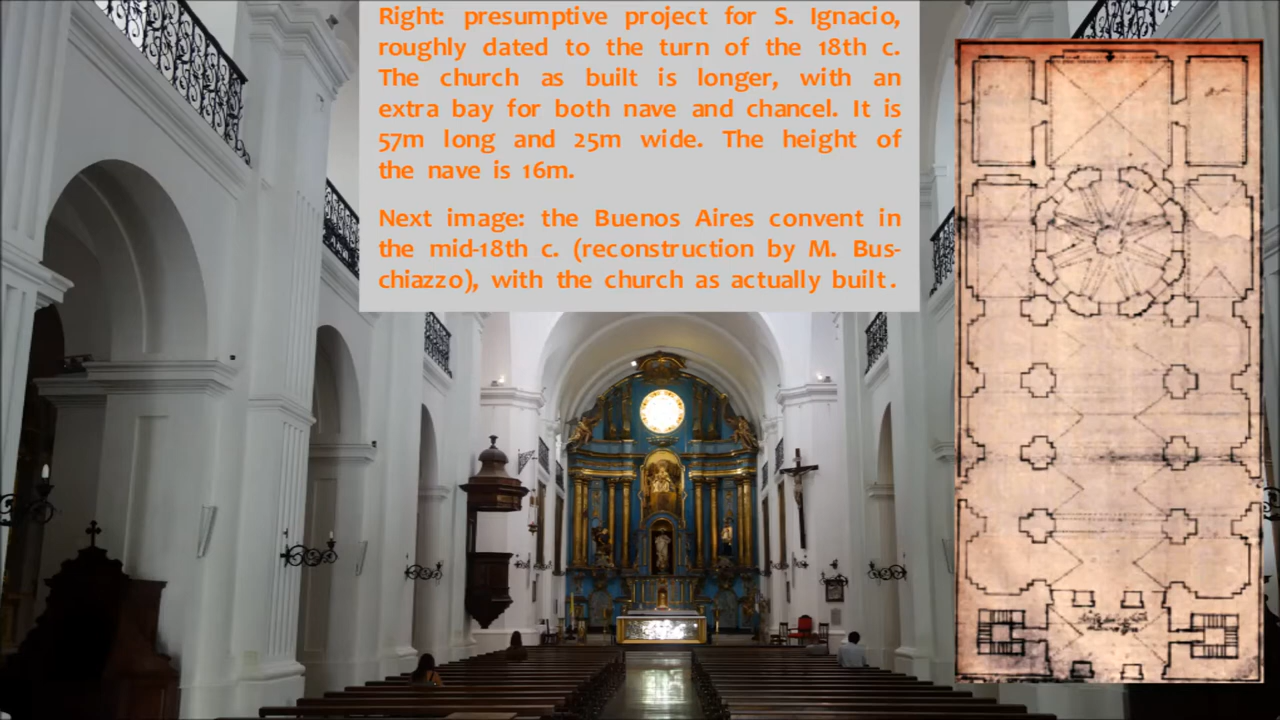 Right: presumptive project for S. Ignacio,
roughly dated to the turn of the 18th c.
The church as built is longer, with an
extra bay for both nave and chancel. It is
57m long and 25m wide. The height of
the nave is 16m.
Next image: the Buenos Aires convent in
the mid-18th c. (reconstruction by M. Bus-
chiazzo), with the church as actually built.